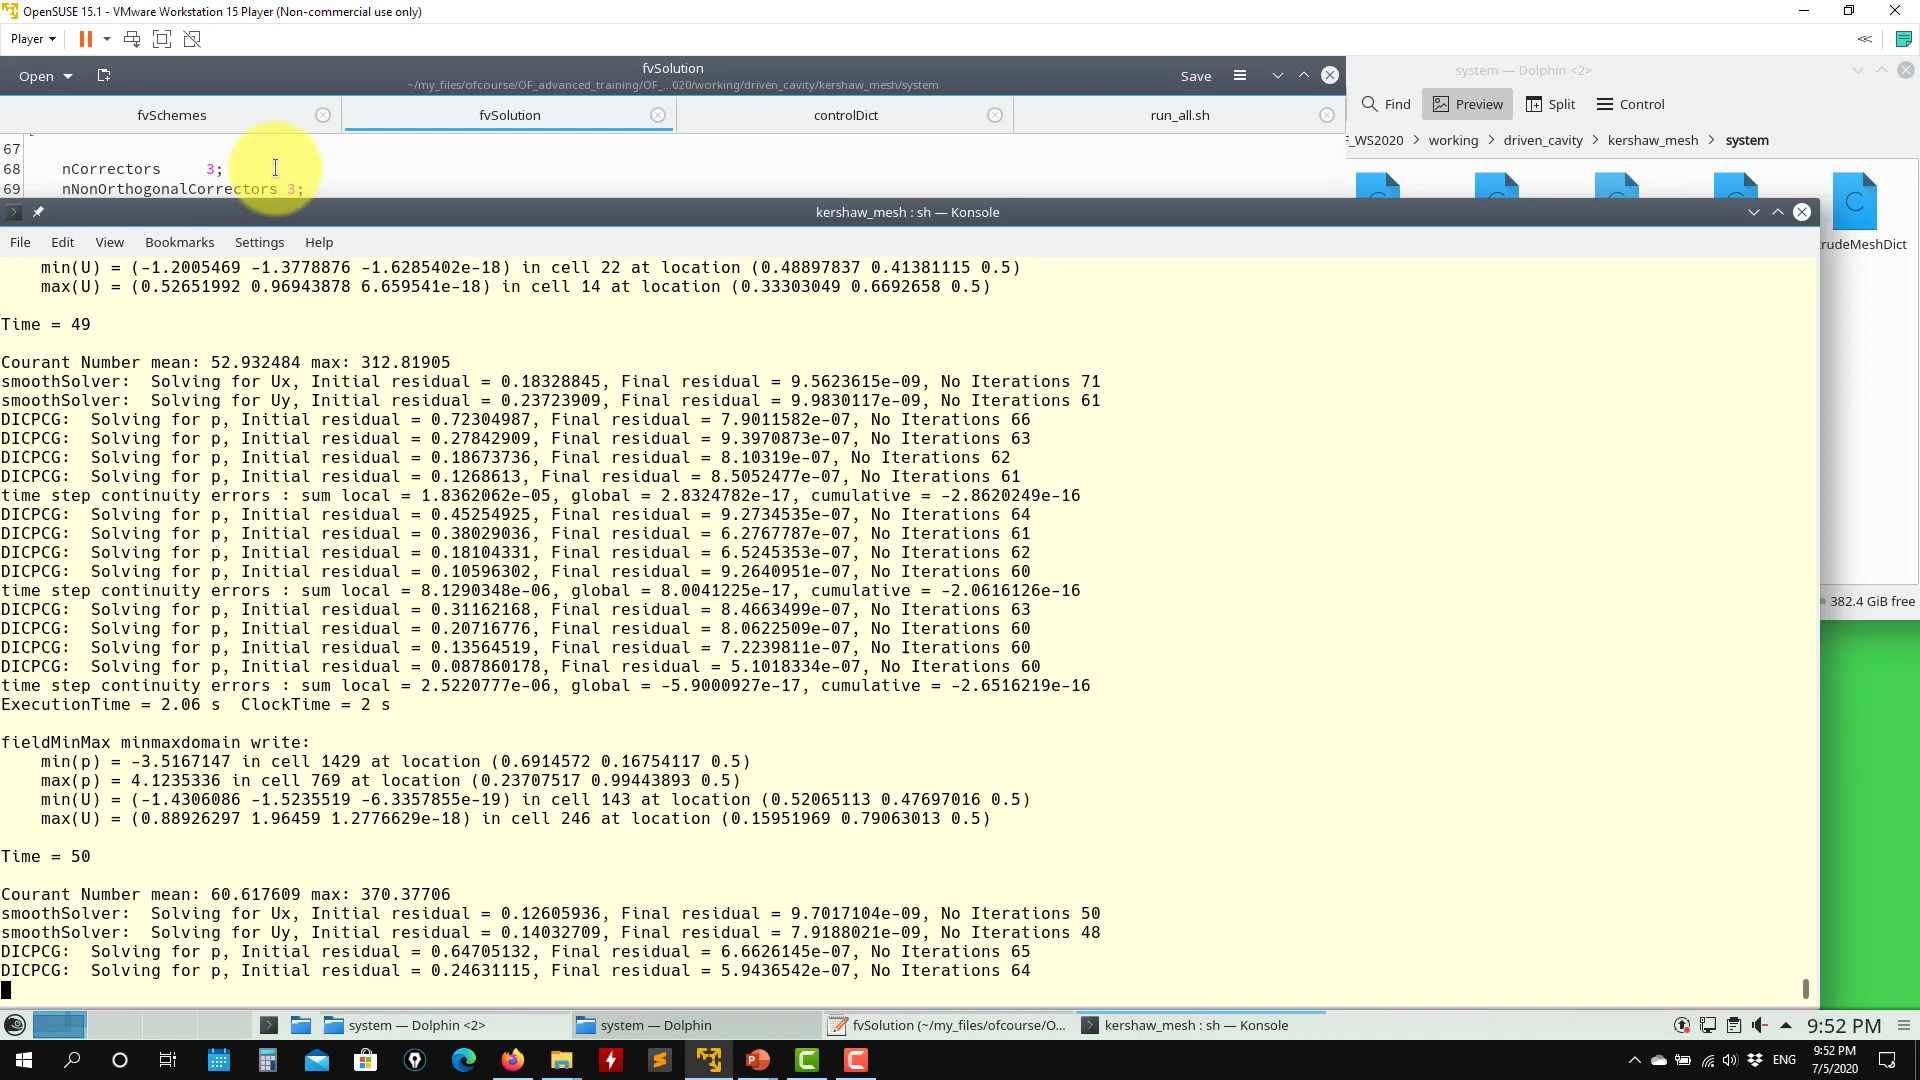 OpenSUSE 15.1 - VMware Workstation 15 Player (Non-commercial use only)
Player
Open
fvSolution
~/my_files/ofcourse/OF_advanced_training/OF_...020/working/driven_cavity/kershaw_mesh/system
Save
system — Dolphin <2>
fvSchemes
fvSolution
controlDict
run_all.sh
Find
Preview
Split
Control
F_WS2020 > working > driven_cavity > kershaw_mesh > system
67
68 nCorrectors 3;
69 nNonOrthogonalCorrectors 3;
rudeMeshDict
382.4 GiB free
kershaw_mesh : sh — Konsole
File Edit View Bookmarks Settings Help
min(U) = (-1.2005469 -1.3778876 -1.6285402e-18) in cell 22 at location (0.48897837 0.41381115 0.5)
max(U) = (0.52651992 0.96943878 6.659541e-18) in cell 14 at location (0.33303049 0.6692658 0.5)
Time = 49
Courant Number mean: 52.932484 max: 312.81905
smoothSolver:  Solving for Ux, Initial residual = 0.18328845, Final residual = 9.5623615e-09, No Iterations 71
smoothSolver:  Solving for Uy, Initial residual = 0.23723909, Final residual = 9.9830117e-09, No Iterations 61
DICPCG:  Solving for p, Initial residual = 0.72304987, Final residual = 7.9011582e-07, No Iterations 66
DICPCG:  Solving for p, Initial residual = 0.27842909, Final residual = 9.3970873e-07, No Iterations 63
DICPCG:  Solving for p, Initial residual = 0.18673736, Final residual = 8.10319e-07, No Iterations 62
DICPCG:  Solving for p, Initial residual = 0.1268613, Final residual = 8.5052477e-07, No Iterations 61
time step continuity errors : sum local = 1.8362062e-05, global = 2.8324782e-17, cumulative = -2.8620249e-16
DICPCG:  Solving for p, Initial residual = 0.45254925, Final residual = 9.2734535e-07, No Iterations 64
DICPCG:  Solving for p, Initial residual = 0.38029036, Final residual = 6.2767787e-07, No Iterations 61
DICPCG:  Solving for p, Initial residual = 0.18104331, Final residual = 6.5245353e-07, No Iterations 62
DICPCG:  Solving for p, Initial residual = 0.10596302, Final residual = 9.2640951e-07, No Iterations 60
time step continuity errors : sum local = 8.1290348e-06, global = 8.0041225e-17, cumulative = -2.0616126e-16
DICPCG:  Solving for p, Initial residual = 0.31162168, Final residual = 8.4663499e-07, No Iterations 63
DICPCG:  Solving for p, Initial residual = 0.20716776, Final residual = 8.0622509e-07, No Iterations 60
DICPCG:  Solving for p, Initial residual = 0.13564519, Final residual = 7.2239811e-07, No Iterations 60
DICPCG:  Solving for p, Initial residual = 0.087860178, Final residual = 5.1018334e-07, No Iterations 60
time step continuity errors : sum local = 2.5220777e-06, global = -5.9000927e-17, cumulative = -2.6516219e-16
ExecutionTime = 2.06 s  ClockTime = 2 s
fieldMinMax minmaxdomain write:
min(p) = -3.5167147 in cell 1429 at location (0.6914572 0.16754117 0.5)
max(p) = 4.1235336 in cell 769 at location (0.23707517 0.99443893 0.5)
min(U) = (-1.4306086 -1.5235519 -6.3357855e-19) in cell 143 at location (0.52065113 0.47697016 0.5)
max(U) = (0.88926297 1.96459 1.2776629e-18) in cell 246 at location (0.15951969 0.79063013 0.5)
Time = 50
Courant Number mean: 60.617609 max: 370.37706
smoothSolver:  Solving for Ux, Initial residual = 0.12605936, Final residual = 9.7017104e-09, No Iterations 50
smoothSolver:  Solving for Uy, Initial residual = 0.14032709, Final residual = 7.9188021e-09, No Iterations 48
DICPCG:  Solving for p, Initial residual = 0.64705132, Final residual = 6.6626145e-07, No Iterations 65
DICPCG:  Solving for p, Initial residual = 0.24631115, Final residual = 5.9436542e-07, No Iterations 64
system — Dolphin <2>
system — Dolphin
fvSolution (~/my_files/ofcourse/O...
kershaw_mesh : sh — Konsole
9:52 PM
ENG
9:52 PM
7/5/2020